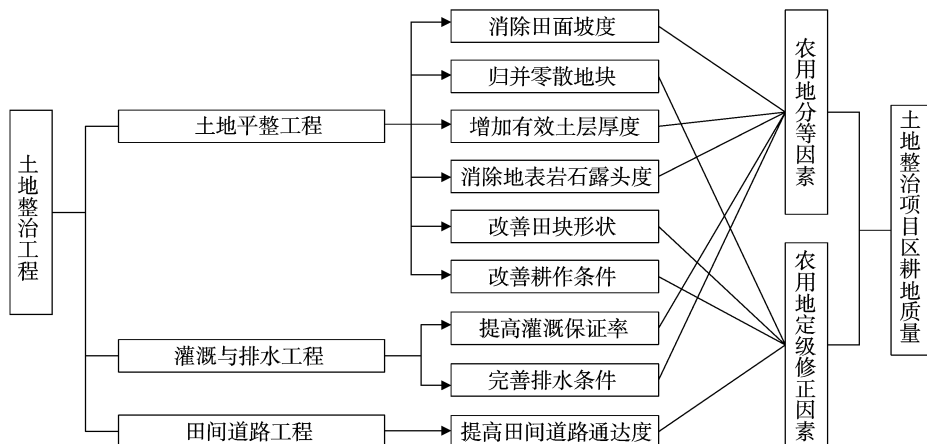 土地整治工程
土地平整工程
灌溉与排水工程
田间道路工程
消除田面坡度
归并零散地块
增加有效土层厚度
消除地表岩石露头度
改善田块形状
改善耕作条件
提高灌溉保证率
完善排水条件
提高田间道路通达度
农用地分等因素
农用地定级修正因素
土地整治项目区耕地质量